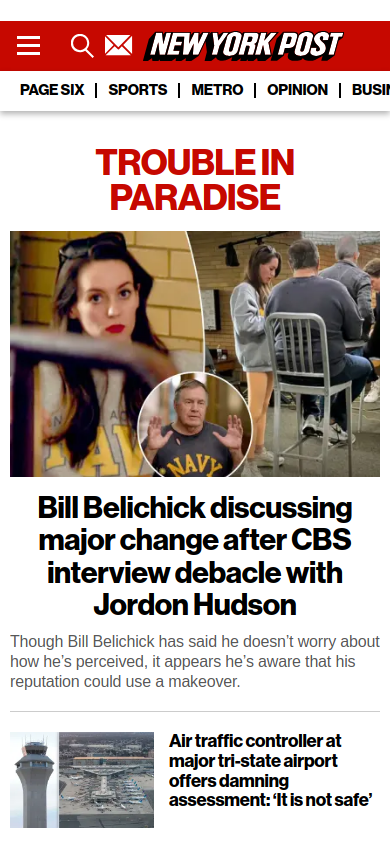 NEW YORK POST
PAGE SIX | SPORTS | METRO | OPINION | BUSI
TROUBLE IN
PARADISE
NAVY
Bill Belichick discussing
major change after CBS
interview debacle with
Jordon Hudson
Though Bill Belichick has said he doesn’t worry about
how he’s perceived, it appears he’s aware that his
reputation could use a makeover.
Air traffic controller at
major tri-state airport
offers damning
assessment: ‘It is not safe’